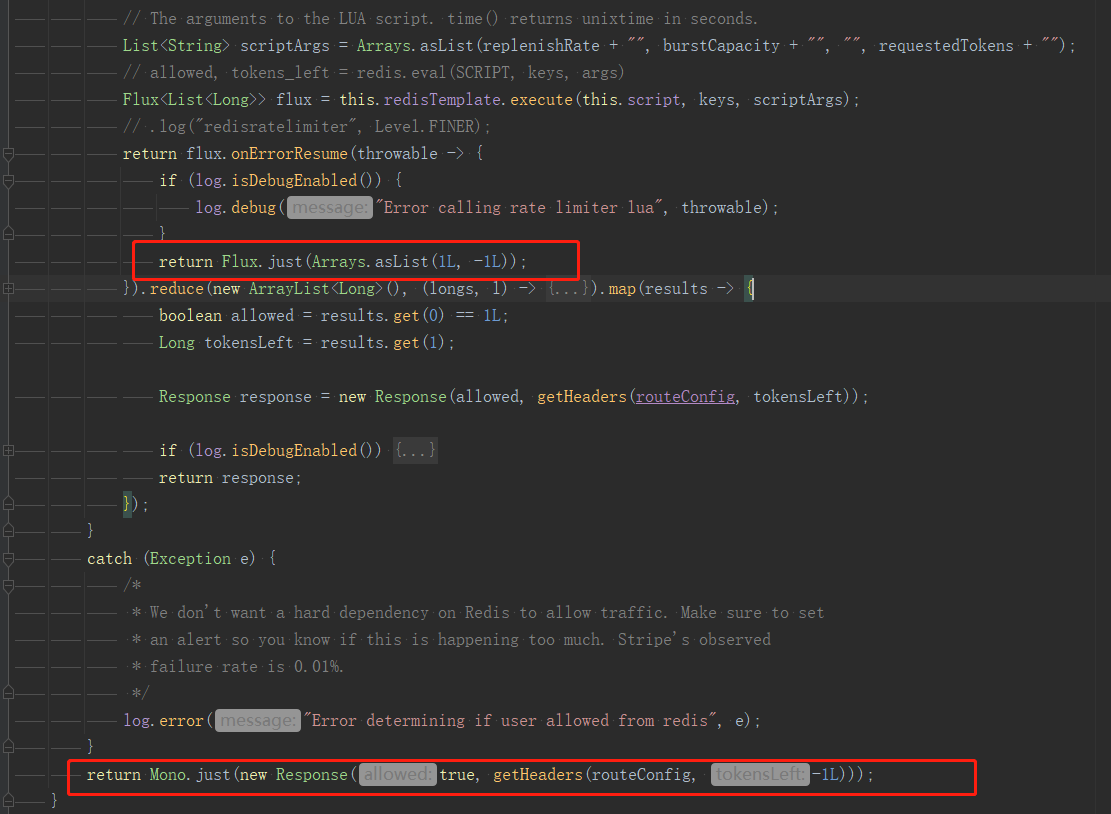 // The arguments to the LUA script. time() returns unixtime in seconds.
List<String> scriptArgs = Arrays.asList(replenishRate + "", burstCapacity + "", "", requestedTokens + "");
// allowed, tokens_left = redis.eval(SCRIPT, keys, args)
Flux<List<Long>> flux = this.redisTemplate.execute(this.script, keys, scriptArgs);
// .log("redisratelimiter", Level.FINER);
return flux.onErrorResume(throwable -> {
if (log.isDebugEnabled()) {
log.debug( message: "Error calling rate limiter lua", throwable);
}
return Flux.just(Arrays.asList(1L, -1L));
}).reduce(new ArrayList<Long>(), (longs, l) -> {...}).map(results -> {
boolean allowed = results.get(0) == 1L;
Long tokensLeft = results.get(1);
Response response = new Response(allowed, getHeaders(routeConfig, tokensLeft));
if (log.isDebugEnabled()) {...}
return response;
});
}
catch (Exception e) {
/*
* We don't want a hard dependency on Redis to allow traffic. Make sure to set
* an alert so you know if this is happening too much. Stripe's observed
* failure rate is 0.01%.
*/
log.error( message: "Error determining if user allowed from redis", e);
}
return Mono.just(new Response( allowed: true, getHeaders(routeConfig, tokensLeft: -1L)));
}